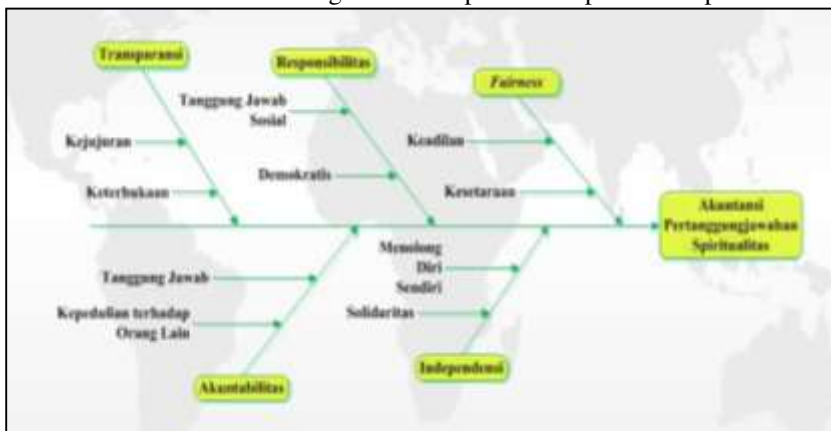 Transparansi
Responsibilitas
Fairness
Tanggung Jawab
Sosial
Kejujuran
Keadilan
Demokratis
Keterbukaan
Kesetaraan
Akuntansi
Pertanggungjawaban
Spiritualitas
Menolong
Diri
Sendiri
Tanggung Jawab
Kepedulian terhadap
Orang Lain
Solidaritas
Independensi
Akuntabilitas